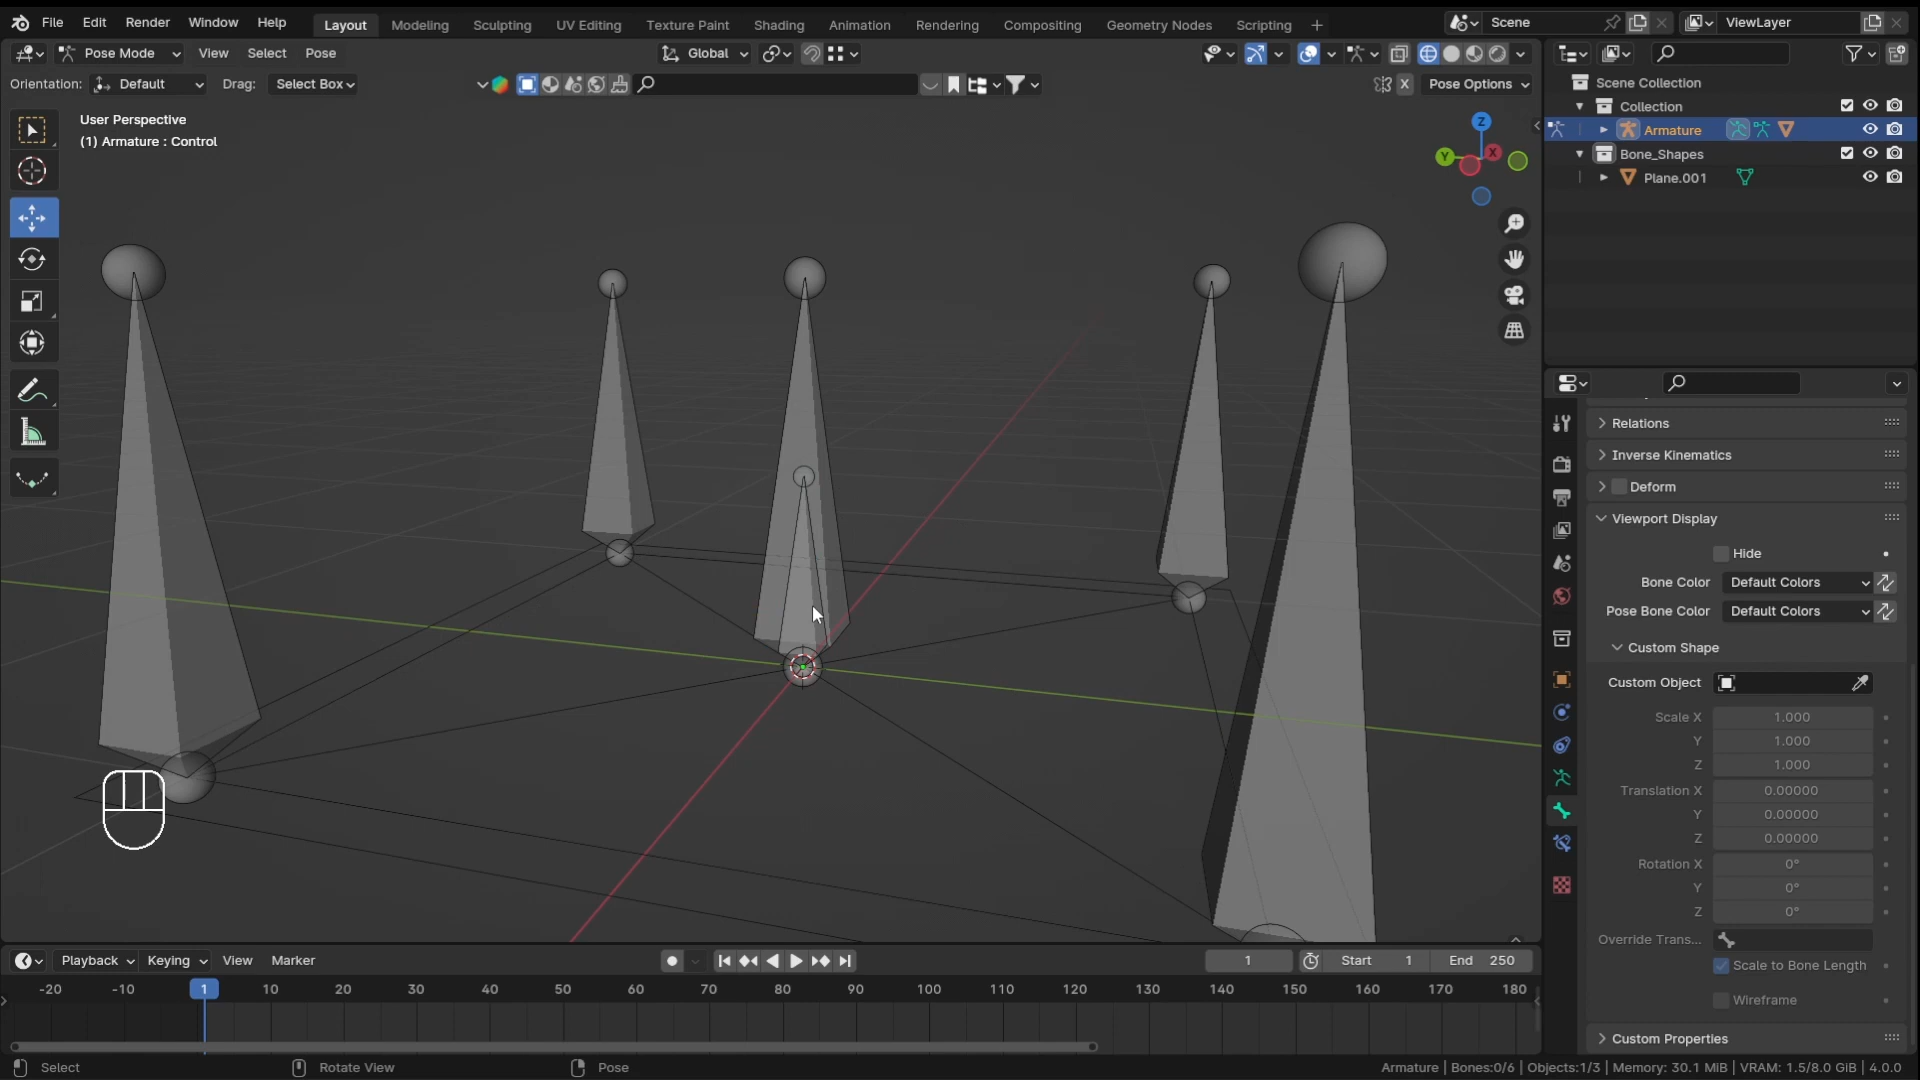 File Edit Render Window Help Layout Modeling Sculpting UV Editing Texture Paint Shading Animation Rendering Compositing Geometry Nodes Scripting + Scene ViewLayer
Pose Mode View Select Pose Global
Orientation: Default Drag: Select Box X Pose Options
User Perspective
(1) Armature : Control
Z
Y
X
Scene Collection
Collection
Armature
Bone_Shapes
Plane.001
Relations
Inverse Kinematics
Deform
Viewport Display
Hide
Bone Color Default Colors
Pose Bone Color Default Colors
Custom Shape
Custom Object
Scale X 1.000
Y 1.000
Z 1.000
Translation X 0.00000
Y 0.00000
Z 0.00000
Rotation X 0°
Y 0°
Z 0°
Override Trans...
Scale to Bone Length
Wireframe
Custom Properties
Playback Keying View Marker 1 Start 1 End 250
-20 -10 1 10 20 30 40 50 60 70 80 90 100 110 120 130 140 150 160 170 180
Select Rotate View Pose Armature | Bones:0/6 | Objects:1/3 | Memory: 30.1 MiB | VRAM: 1.5/8.0 GiB | 4.0.0